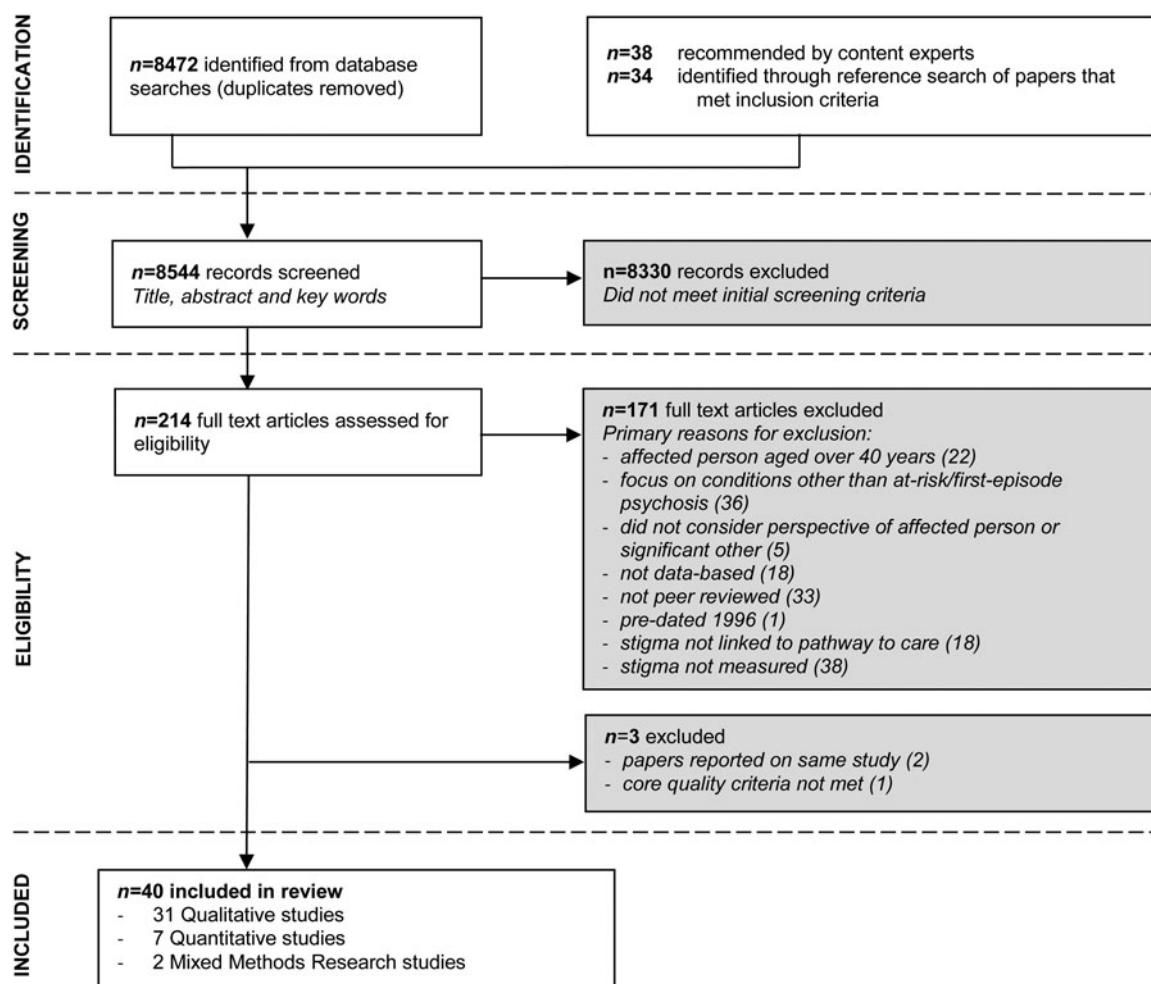 IDENTIFICATION
n=8472 identified from database
searches (duplicates removed)
n=38 recommended by content experts
n=34 identified through reference search of papers that
met inclusion criteria
SCREENING
n=8544 records screened
Title, abstract and key words
n=8330 records excluded
Did not meet initial screening criteria
ELIGIBILITY
n=214 full text articles assessed for
eligibility
n=171 full text articles excluded
Primary reasons for exclusion:
- affected person aged over 40 years (22)
- focus on conditions other than at-risk/first-episode
psychosis (36)
- did not consider perspective of affected person or
significant other (5)
- not data-based (18)
- not peer reviewed (33)
- pre-dated 1996 (1)
- stigma not linked to pathway to care (18)
- stigma not measured (38)
n=3 excluded
- papers reported on same study (2)
- core quality criteria not met (1)
INCLUDED
n=40 included in review
- 31 Qualitative studies
- 7 Quantitative studies
- 2 Mixed Methods Research studies